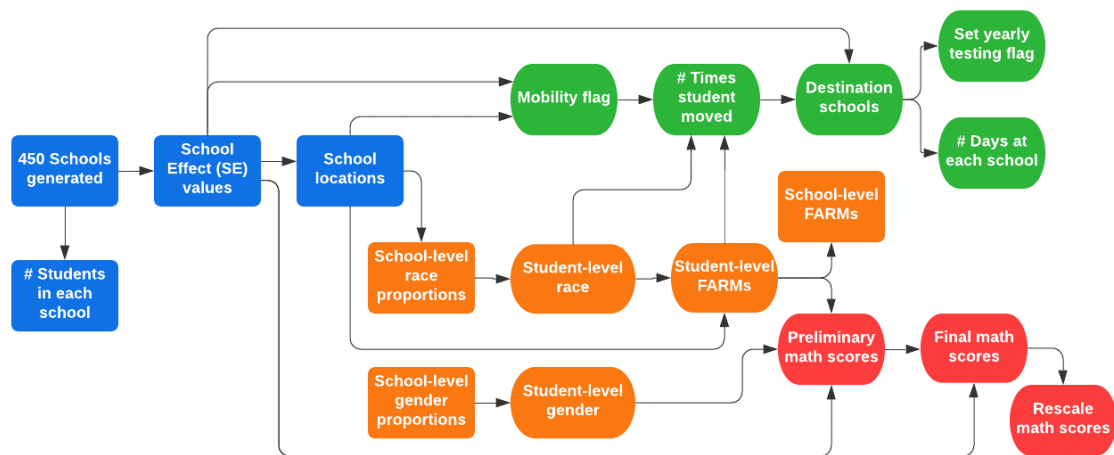 450 Schools
generated
# Students
in each
school
School
Effect (SE)
values
School
locations
Mobility flag
# Times
student
moved
Destination
schools
Set yearly
testing flag
# Days at
each school
School-level
race
proportions
Student-level
race
Student-level
FARMs
School-level
FARMs
School-level
gender
proportions
Student-level
gender
Preliminary
math scores
Final math
scores
Rescale
math scores